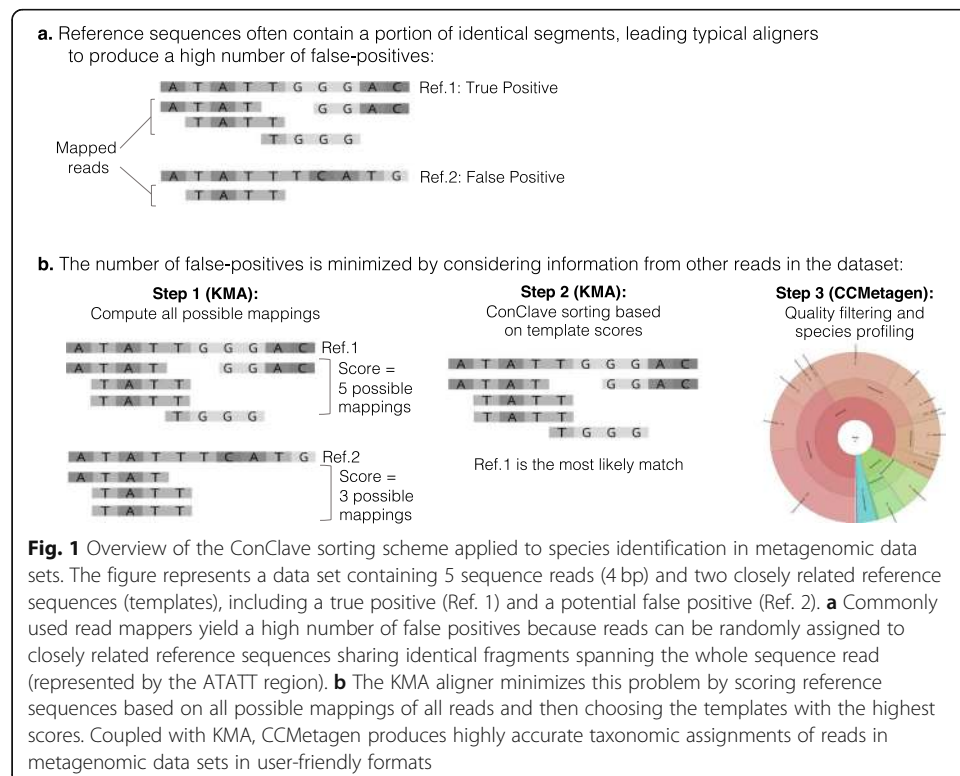 a. Reference sequences often contain a portion of identical segments, leading typical aligners
to produce a high number of false-positives:
A T A T T G G G A C Ref.1: True Positive
A T A T G G A C
T A T T
T G G G
Mapped
reads
A T A T T T C A T G Ref.2: False Positive
T A T T
b. The number of false-positives is minimized by considering information from other reads in the dataset:
Step 1 (KMA):
Compute all possible mappings
A T A T T G G G A C Ref.1
A T A T G G A C
T A T T
T A T T
T G G G
Score =
5 possible
mappings
A T A T T T C A T G Ref.2
A T A T
T A T T
T A T T
Score =
3 possible
mappings
Step 2 (KMA):
ConClave sorting based
on template scores
A T A T T G G G A C
A T A T G G A C
T A T T
T A T T
T G G G
Ref.1 is the most likely match
Step 3 (CCMetagen):
Quality filtering and
species profiling
Fig. 1 Overview of the ConClave sorting scheme applied to species identification in metagenomic data
sets. The figure represents a data set containing 5 sequence reads (4 bp) and two closely related reference
sequences (templates), including a true positive (Ref. 1) and a potential false positive (Ref. 2). a Commonly
used read mappers yield a high number of false positives because reads can be randomly assigned to
closely related reference sequences sharing identical fragments spanning the whole sequence read
(represented by the ATATT region). b The KMA aligner minimizes this problem by scoring reference
sequences based on all possible mappings of all reads and then choosing the templates with the highest
scores. Coupled with KMA, CCMetagen produces highly accurate taxonomic assignments of reads in
metagenomic data sets in user-friendly formats